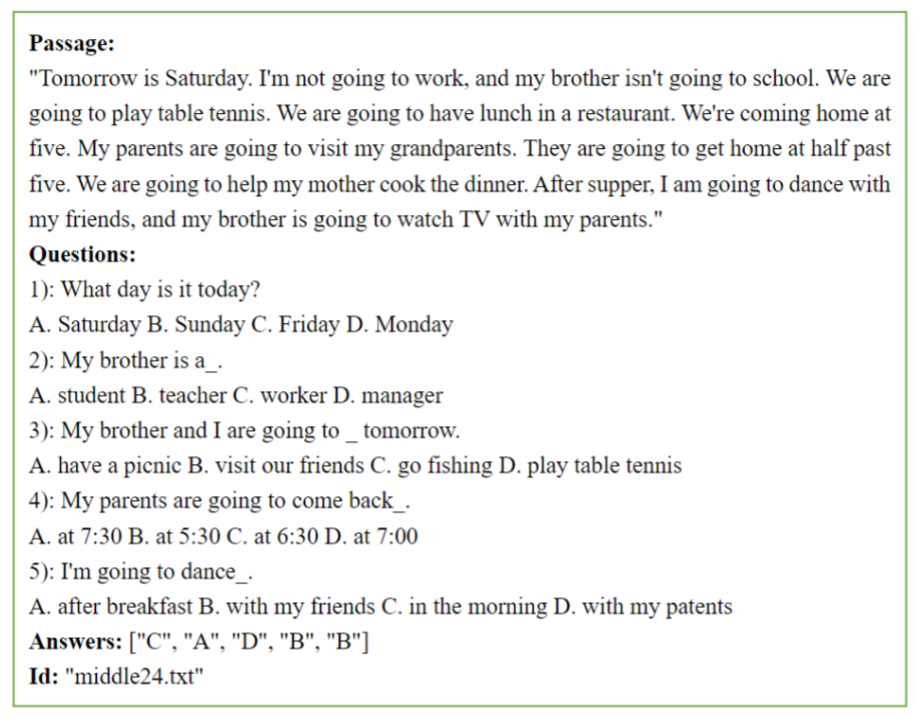 Passage:
"Tomorrow is Saturday. I'm not going to work, and my brother isn't going to school. We are
going to play table tennis. We are going to have lunch in a restaurant. We're coming home at
five. My parents are going to visit my grandparents. They are going to get home at half past
five. We are going to help my mother cook the dinner. After supper, I am going to dance with
my friends, and my brother is going to watch TV with my parents."
Questions:
1): What day is it today?
A. Saturday B. Sunday C. Friday D. Monday
2): My brother is a_.
A. student B. teacher C. worker D. manager
3): My brother and I are going to _ tomorrow.
A. have a picnic B. visit our friends C. go fishing D. play table tennis
4): My parents are going to come back_.
A. at 7:30 B. at 5:30 C. at 6:30 D. at 7:00
5): I'm going to dance_.
A. after breakfast B. with my friends C. in the morning D. with my patents
Answers: ["C", "A", "D", "B", "B"]
Id: "middle24.txt"